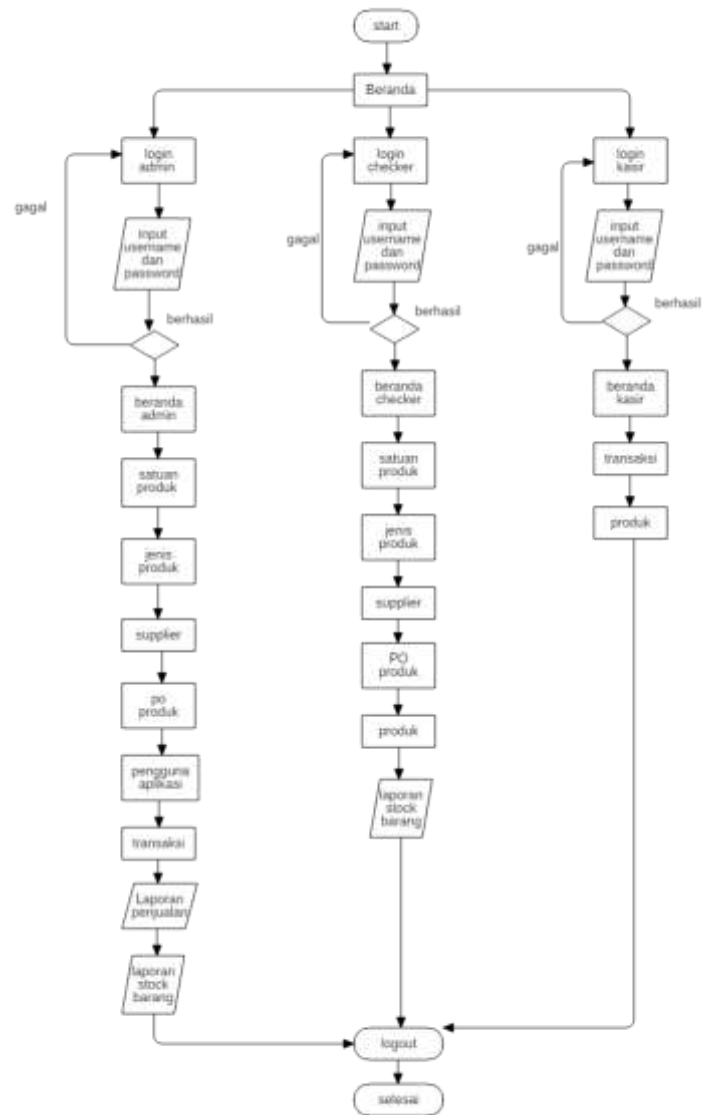 start
Beranda
login
admin
gagal
Input
username
dan
password
berhasil
beranda
admin
satuan
produk
jenis
produk
supplier
po
produk
pengguna
aplikasi
transaksi
Laporan
penjualan
laporan
stock
barang
login
checker
gagal
input
username
dan
password
berhasil
beranda
checker
satuan
produk
jenis
produk
supplier
PO
produk
produk
laporan
stock
barang
login
kasir
gagal
input
username
dan
password
berhasil
beranda
kasir
transaksi
produk
logout
selesai